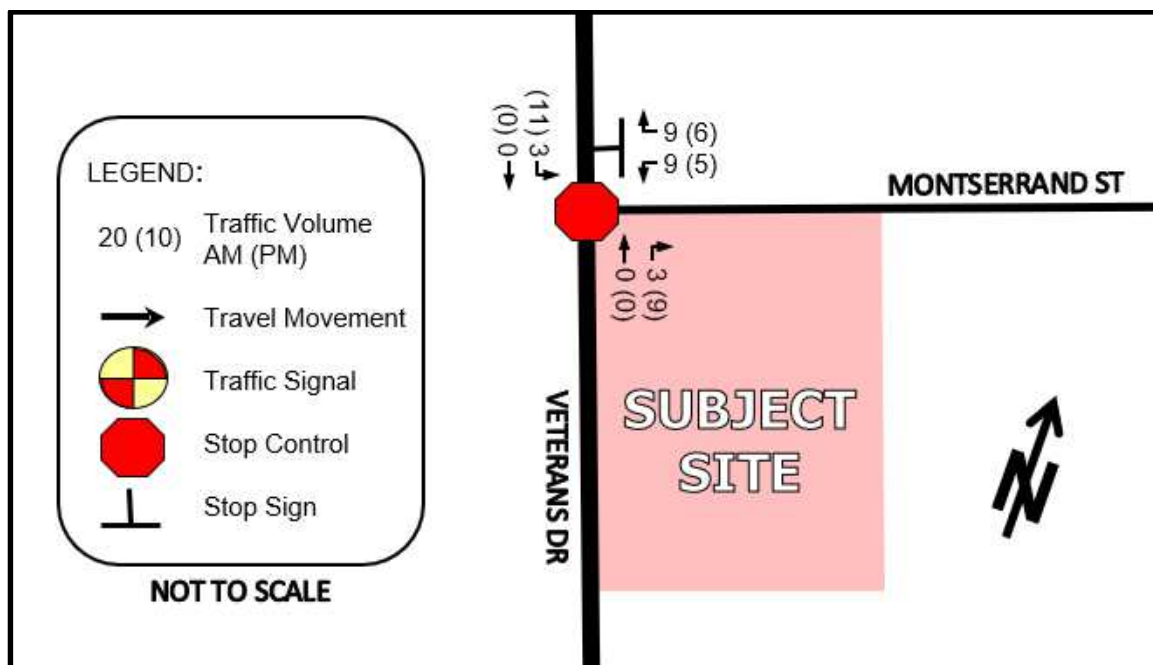 LEGEND:
20 (10)
Traffic Volume
AM (PM)
Travel Movement
Traffic Signal
Stop Control
Stop Sign
NOT TO SCALE
(11) 3
(0) 0
9 (6)
9 (5)
MONTSERRAND ST
0 (0)
3 (9)
VETERANS DR
SUBJECT
SITE
N